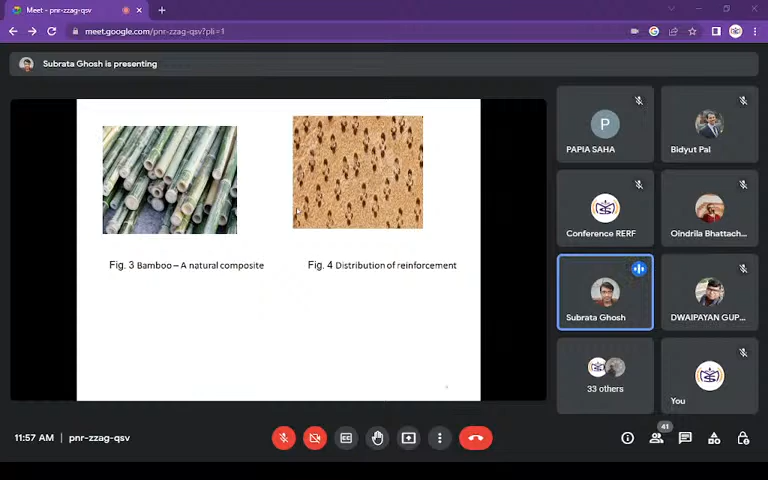 Meet - pnr-zzag-qsv
meet.google.com/pnr-zzag-qsv?pli=1
Subrata Ghosh is presenting
Fig. 3 Bamboo – A natural composite
Fig. 4 Distribution of reinforcement
P
PAPIA SAHA
Bidyut Pal
Conference RERF
Oindrila Bhattach...
Subrata Ghosh
DWAIPAYAN GUP...
33 others
You
11:57 AM | pnr-zzag-qsv
41